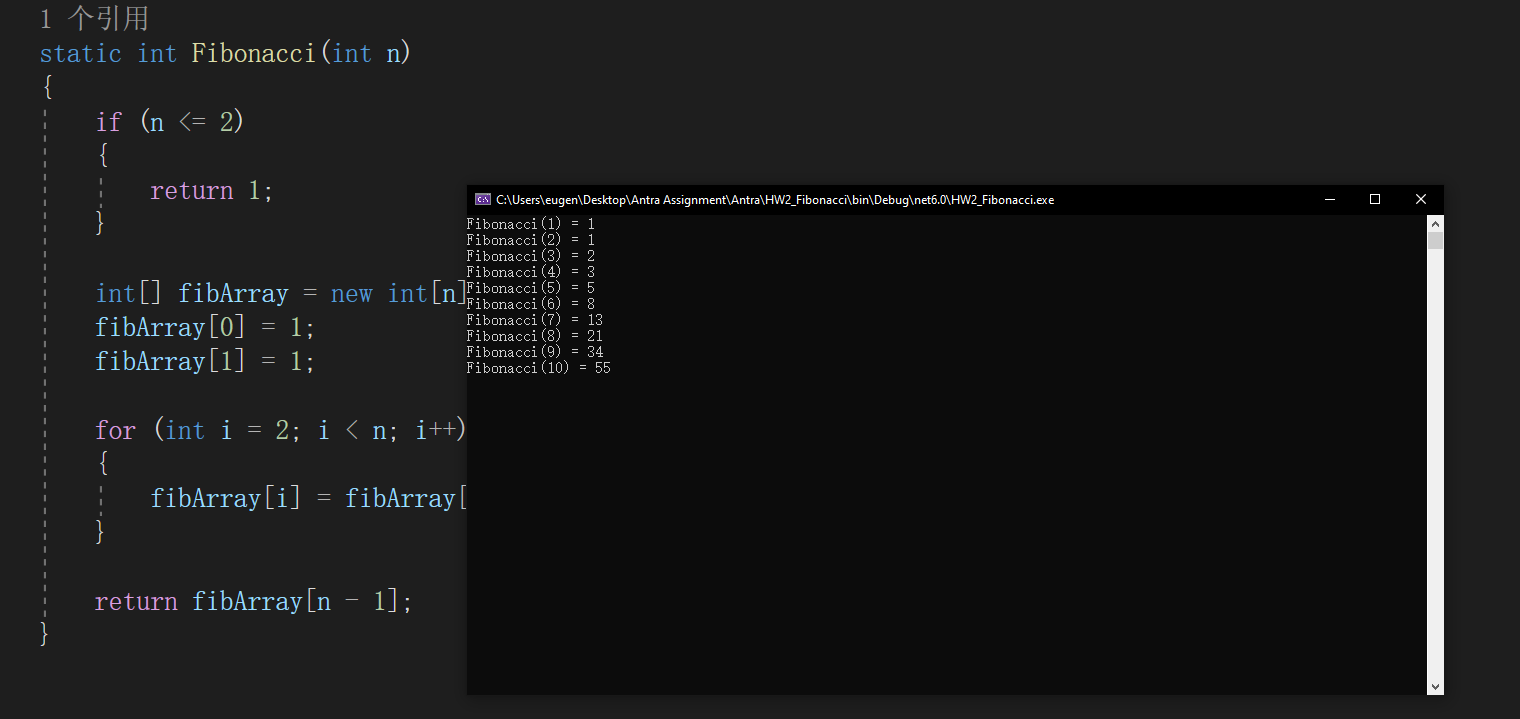 1 个引用
static int Fibonacci(int n)
{
if (n <= 2)
{
return 1;
}
int[] fibArray = new int[n]
fibArray[0] = 1;
fibArray[1] = 1;
for (int i = 2; i < n; i++)
{
fibArray[i] = fibArray[
}
return fibArray[n - 1];
}
C:\Users\eugen\Desktop\Antra Assignment\Antra\HW2_Fibonacci\bin\Debug\net6.0\HW2_Fibonacci.exe
Fibonacci(1) = 1
Fibonacci(2) = 1
Fibonacci(3) = 2
Fibonacci(4) = 3
Fibonacci(5) = 5
Fibonacci(6) = 8
Fibonacci(7) = 13
Fibonacci(8) = 21
Fibonacci(9) = 34
Fibonacci(10) = 55